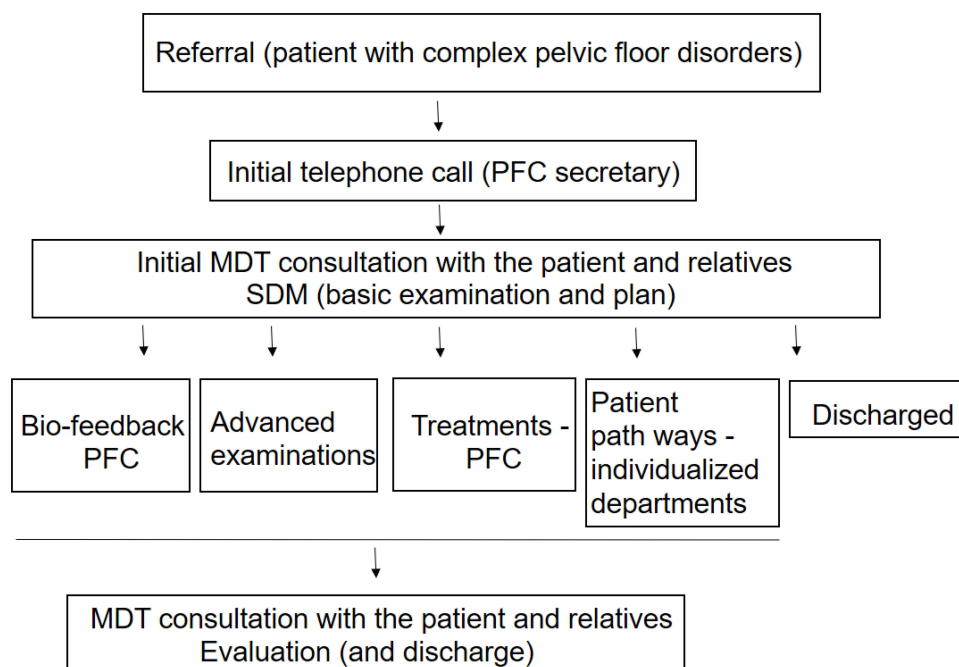 Referral (patient with complex pelvic floor disorders)
Initial telephone call (PFC secretary)
Initial MDT consultation with the patient and relatives
SDM (basic examination and plan)
Bio-feedback
PFC
Advanced
examinations
Treatments -
PFC
Patient
path ways -
individualized
departments
Discharged
MDT consultation with the patient and relatives
Evaluation (and discharge)